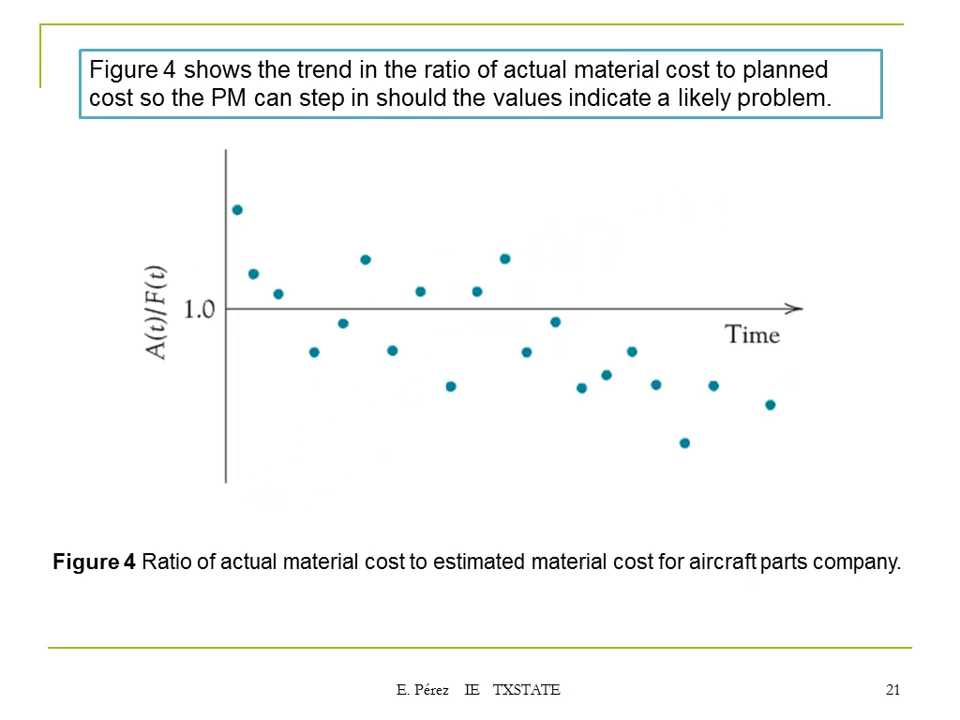 Figure 4 shows the trend in the ratio of actual material cost to planned
cost so the PM can step in should the values indicate a likely problem.
A(t)/F(t)
1.0
Time
Figure 4 Ratio of actual material cost to estimated material cost for aircraft parts company.
E. Pérez IE TXSTATE
21